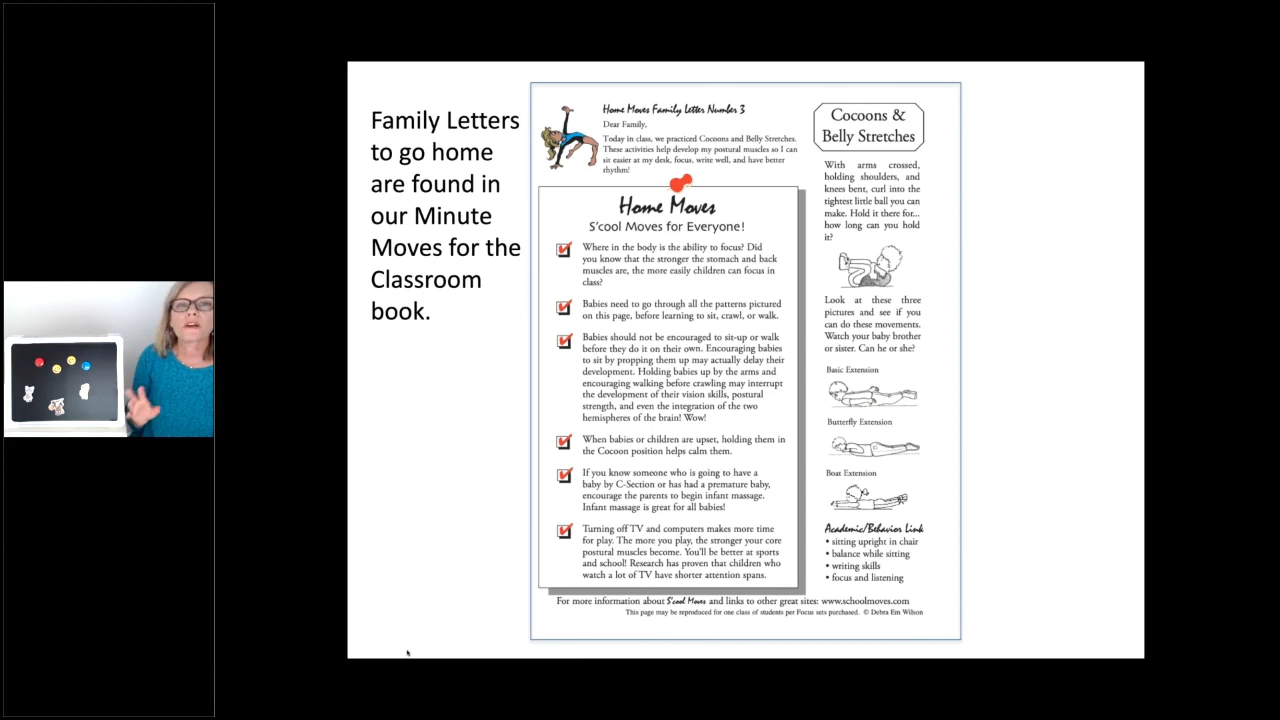 Family Letters
to go home
are found in
our Minute
Moves for the
Classroom
book.
Home Moves Family Letter Number 3
Dear Family,
Today in class, we practiced Cocoons and Belly Stretches.
These activities help develop my postural muscles so I can
sit easier at my desk, focus, write well, and have better
rhythm!
Home Moves
S'cool Moves for Everyone!
Where in the body is the ability to focus? Did
you know that the stronger the stomach and back
muscles are, the more easily children can focus in
class?
Babies need to go through all the patterns pictured
on this page, before learning to sit, crawl, or walk.
Babies should not be encouraged to sit-up or walk
before they do it on their own. Encouraging babies
to sit by propping them up may actually delay their
development. Holding babies up by the arms and
encouraging walking before crawling may interrupt
the development of their vision skills, postural
strength, and even the integration of the two
hemispheres of the brain! Wow!
When babies or children are upset, holding them in
the Cocoon position helps calm them.
If you know someone who is going to have a
baby by C-Section or has had a premature baby,
encourage the parents to begin infant massage.
Infant massage is great for all babies!
Turning off TV and computers makes more time
for play. The more you play, the stronger your core
postural muscles become. You'll be better at sports
and school! Research has proven that children who
watch a lot of TV have shorter attention spans.
Cocoons &
Belly Stretches
With arms crossed,
holding shoulders, and
knees bent, curl into the
tightest little ball you can
make. Hold it there for...
how long can you hold
it?
Look at these three
pictures and see if you
can do these movements.
Watch your baby brother
or sister. Can he or she?
Basic Extension
Butterfly Extension
Boat Extension
Academic/Behavior Link
• sitting upright in chair
• balance while sitting
• writing skills
• focus and listening
For more information about S'cool Moves and links to other great sites: www.schoolmoves.com
This page may be reproduced for one class of students per Focus sets purchased. © Debra Em Wilson